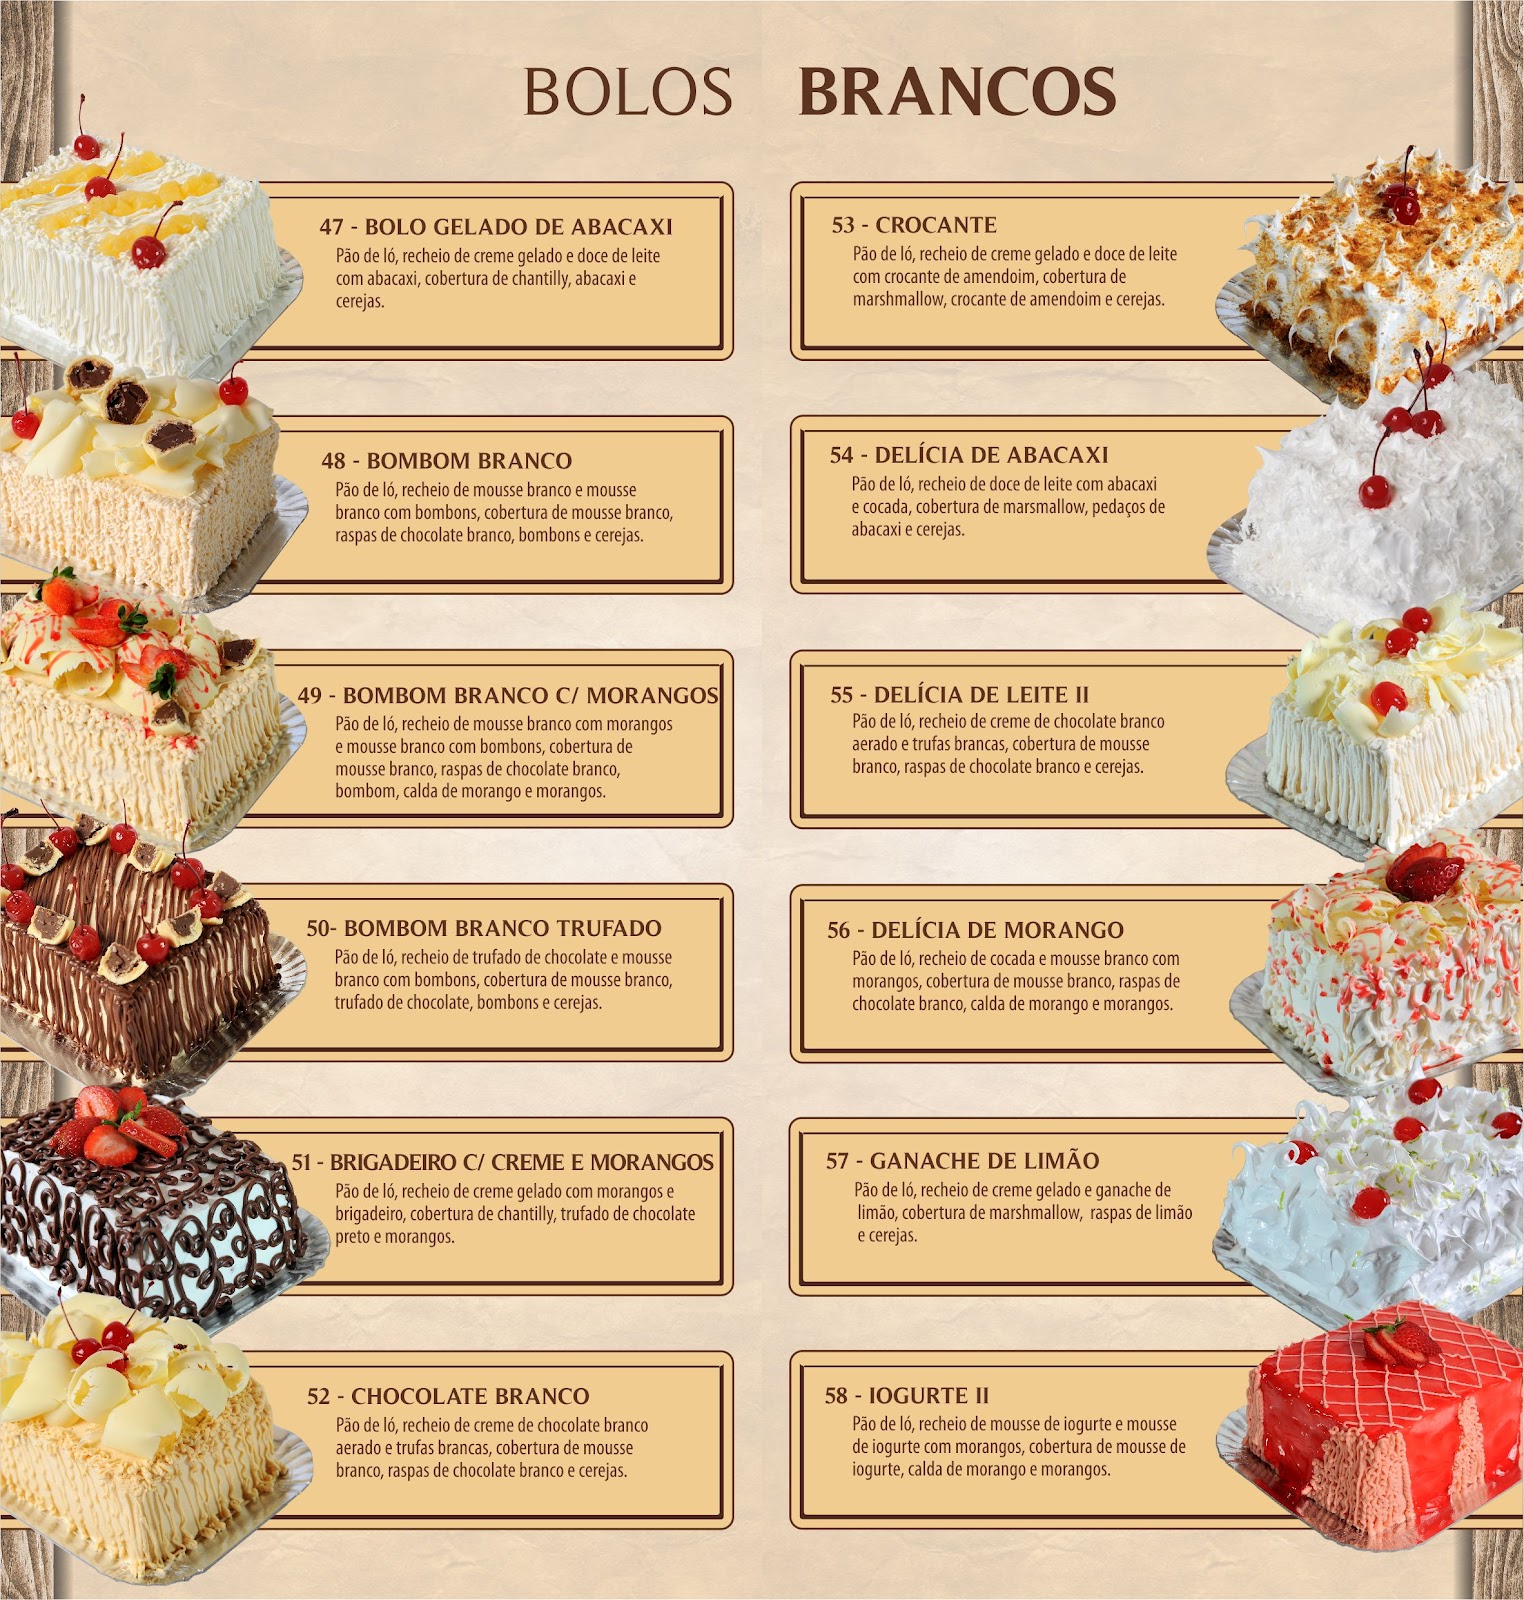 BOLOS BRANCOS
47 - BOLO GELADO DE ABACAXI
Pão de ló, recheio de creme gelado e doce de leite
com abacaxi, cobertura de chantilly, abacaxi e
cerejas.
48 - BOMBOM BRANCO
Pão de ló, recheio de mousse branco e mousse
branco com bombons, cobertura de mousse branco,
raspas de chocolate branco, bombons e cerejas.
49 - BOMBOM BRANCO C/ MORANGOS
Pão de ló, recheio de mousse branco com morangos
e mousse branco com bombons, cobertura de
mousse branco, raspas de chocolate branco,
bombom, calda de morango e morangos.
50- BOMBOM BRANCO TRUFADO
Pão de ló, recheio de trufado de chocolate e mousse
branco com bombons, cobertura de mousse branco,
trufado de chocolate, bombons e cerejas.
51 - BRIGADEIRO C/ CREME E MORANGOS
Pão de ló, recheio de creme gelado com morangos e
brigadeiro, cobertura de chantilly, trufado de chocolate
preto e morangos.
52 - CHOCOLATE BRANCO
Pão de ló, recheio de creme de chocolate branco
aerado e trufas brancas, cobertura de mousse
branco, raspas de chocolate branco e cerejas.
53 - CROCANTE
Pão de ló, recheio de creme gelado e doce de leite
com crocante de amendoim, cobertura de
marshmallow, crocante de amendoim e cerejas.
54 - DELÍCIA DE ABACAXI
Pão de ló, recheio de doce de leite com abacaxi
e cocada, cobertura de marsmallow, pedaços de
abacaxi e cerejas.
55 - DELÍCIA DE LEITE II
Pão de ló, recheio de creme de chocolate branco
aerado e trufas brancas, cobertura de mousse
branco, raspas de chocolate branco e cerejas.
56 - DELÍCIA DE MORANGO
Pão de ló, recheio de cocada e mousse branco com
morangos, cobertura de mousse branco, raspas de
chocolate branco, calda de morango e morangos.
57 - GANACHE DE LIMÃO
Pão de ló, recheio de creme gelado e ganache de
limão, cobertura de marshmallow, raspas de limão
e cerejas.
58 - IOGURTE II
Pão de ló, recheio de mousse de iogurte e mousse
de iogurte com morangos, cobertura de mousse de
iogurte, calda de morango e morangos.